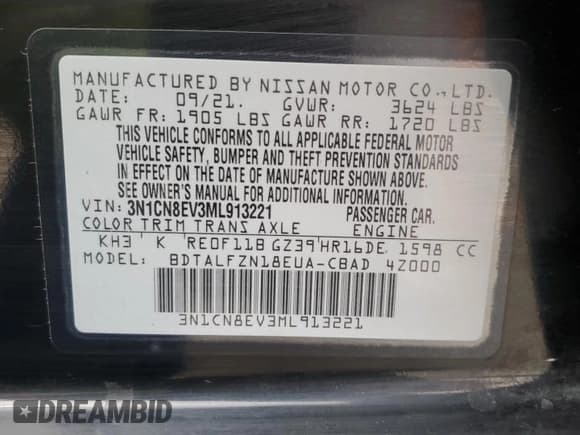 MANUFACTURED BY NISSAN MOTOR CO.,LTD.
DATE: 09/21. GVWR: 3624 LBS
GAWR FR: 1905 LBS GAWR RR: 1720 LBS
THIS VEHICLE CONFORMS TO ALL APPLICABLE FEDERAL MOTOR
VEHICLE SAFETY, BUMPER AND THEFT PREVENTION STANDARDS
IN EFFECT ON THE DATE OF MANUFACTURE SHOWN ABOVE.
SEE OWNER'S MANUAL FOR ADDITIONAL INFORMATION.
VIN: 3N1CN8EV3ML913221 PASSENGER CAR.
COLOR TRIM TRANS AXLE ENGINE
KH3' K 'RE0F11B GZ39'HR16DE 1598 CC
MODEL: BDTALFZN18EUA-CBAD 4Z000
3N1CN8EV3ML913221
DREAMBID